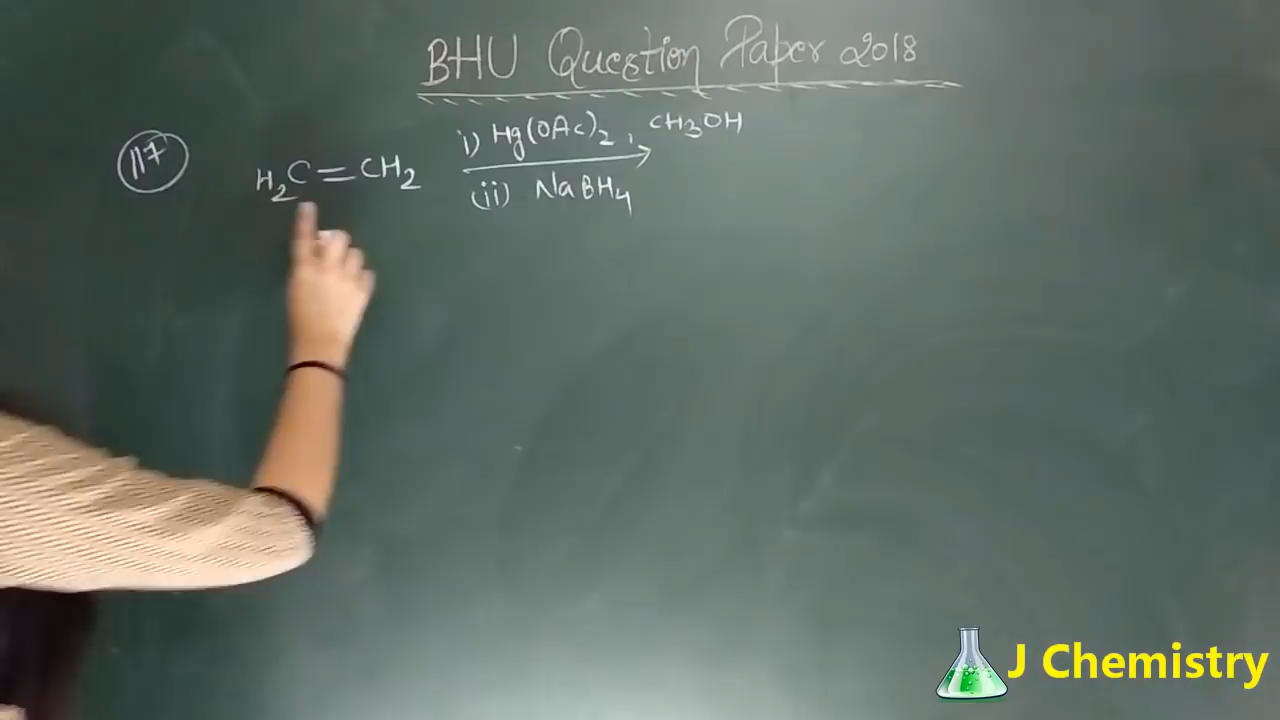 BHU Question Paper 2018
117
H2C=CH2
i) Hg(OAc)2, CH3OH
(ii) NaBH4
J Chemistry